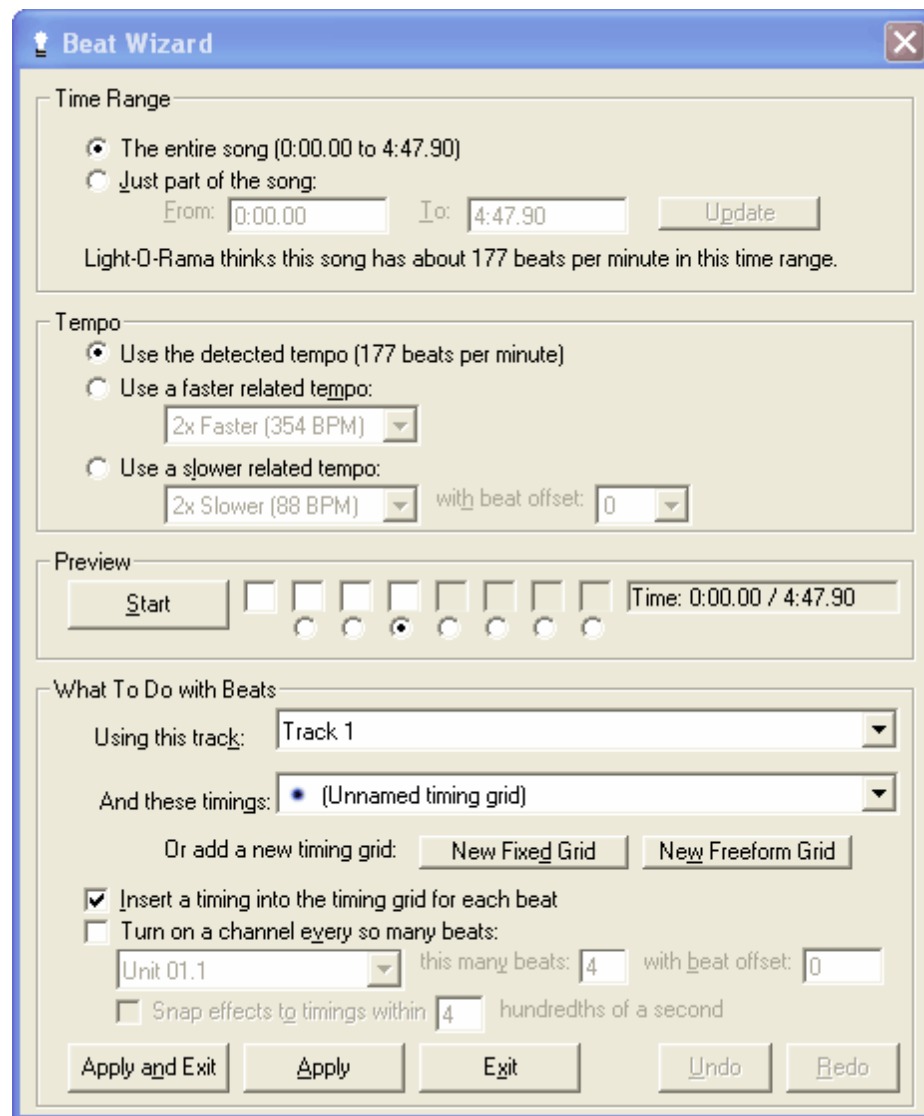 Beat Wizard
Time Range
The entire song (0:00.00 to 4:47.90)
Just part of the song:
From: 0:00.00 To: 4:47.90 Update
Light-O-Rama thinks this song has about 177 beats per minute in this time range.
Tempo
Use the detected tempo (177 beats per minute)
Use a faster related tempo:
2x Faster (354 BPM)
Use a slower related tempo:
2x Slower (88 BPM) with beat offset: 0
Preview
Start Time: 0:00.00 / 4:47.90
What To Do with Beats
Using this track: Track 1
And these timings: (Unnamed timing grid)
Or add a new timing grid: New Fixed Grid New Freeform Grid
Insert a timing into the timing grid for each beat
Turn on a channel every so many beats:
Unit 01.1 this many beats: 4 with beat offset: 0
Snap effects to timings within 4 hundredths of a second
Apply and Exit Apply Exit Undo Redo